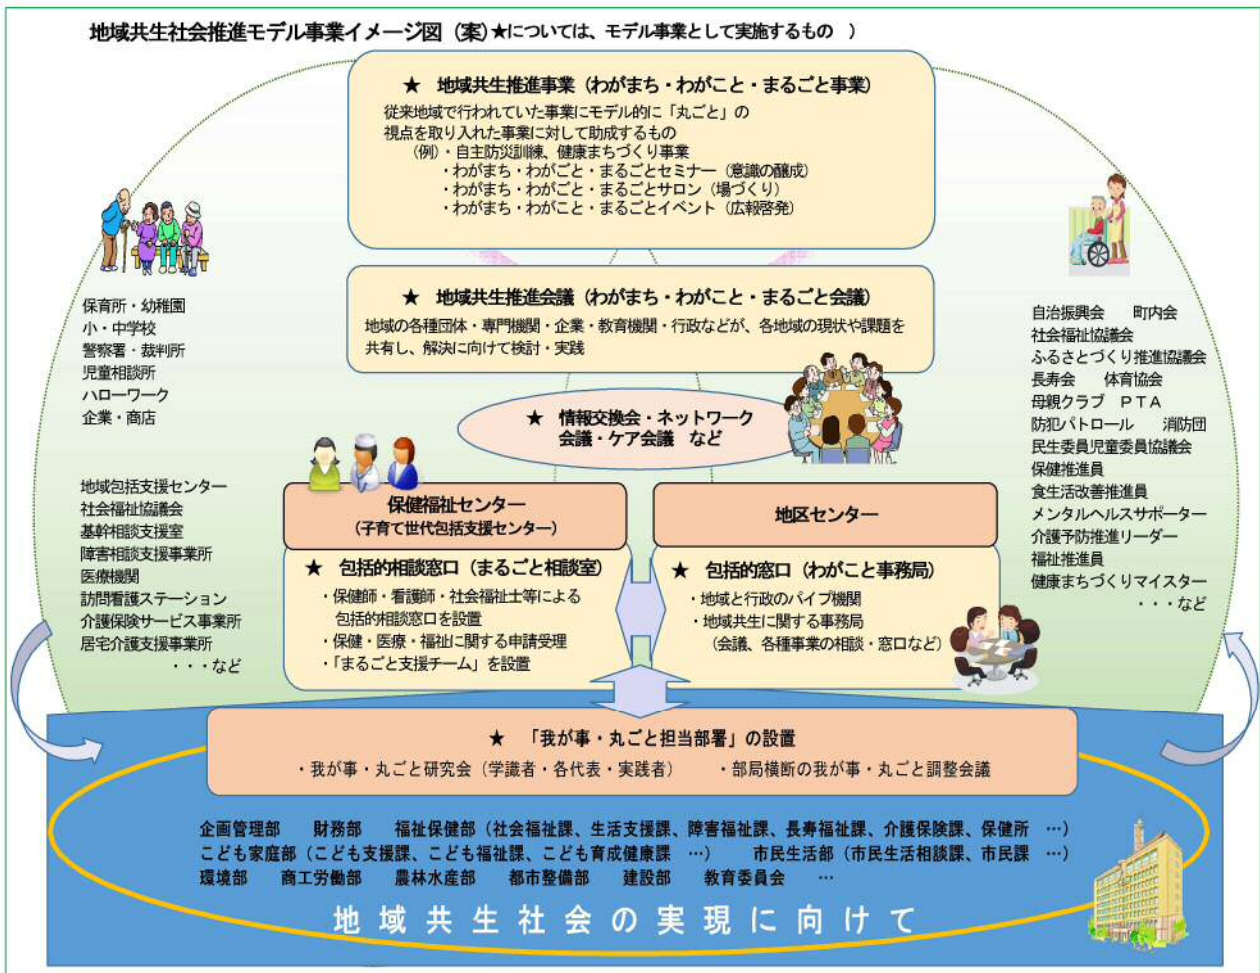 地域共生社会推進モデル事業イメージ図（案）★については、モデル事業として実施するもの　）
★　地域共生推進事業（わがまち・わがこと・まるごと事業）
従来地域で行われていた事業にモデル的に「丸ごと」の
視点を取り入れた事業に対して助成するもの
（例）・自主防災訓練、健康まちづくり事業
・わがまち・わがごと・まるごとセミナー（意識の醸成）
・わがまち・わがごと・まるごとサロン（場づくり）
・わがまち・わがこと・まるごとイベント（広報啓発）
★　地域共生推進会議（わがまち・わがこと・まるごと会議）
地域の各種団体・専門機関・企業・教育機関・行政などが、各地域の現状や課題を
共有し、解決に向けて検討・実践
★　情報交換会・ネットワーク
会議・ケア会議　など
保育所・幼稚園
小・中学校
警察署・裁判所
児童相談所
ハローワーク
企業・商店
地域包括支援センター
社会福祉協議会
基幹相談支援室
障害相談支援事業所
医療機関
訪問看護ステーション
介護保険サービス事業所
居宅介護支援事業所
・・・など
保健福祉センター
（子育て世代包括支援センター）
★　包括的相談窓口（まるごと相談室）
・保健師・看護師・社会福祉士等による
包括的相談窓口を設置
・保健・医療・福祉に関する申請受理
・「まるごと支援チーム」を設置
地区センター
★　包括的窓口（わがこと事務局）
・地域と行政のパイプ機関
・地域共生に関する事務局
（会議、各種事業の相談・窓口など）
自治振興会　　町内会
社会福祉協議会
ふるさとづくり推進協議会
長寿会　　体育協会
母親クラブ　ＰＴＡ
防犯パトロール　　消防団
民生委員児童委員協議会
保健推進員
食生活改善推進員
メンタルヘルスサポーター
介護予防推進リーダー
福祉推進員
健康まちづくりマイスター
・・・など
★　「我が事・丸ごと担当部署」の設置
・我が事・丸ごと研究会（学識者・各代表・実践者）　　・部局横断の我が事・丸ごと調整会議
企画管理部　　財務部　　福祉保健部（社会福祉課、生活支援課、障害福祉課、長寿福祉課、介護保険課、保健所　…）
こども家庭部（こども支援課、こども福祉課、こども育成健康課　…）　　市民生活部（市民生活相談課、市民課　…）
環境部　　商工労働部　　農林水産部　　都市整備部　　建設部　　教育委員会　　…
地域共生社会の実現に向けて